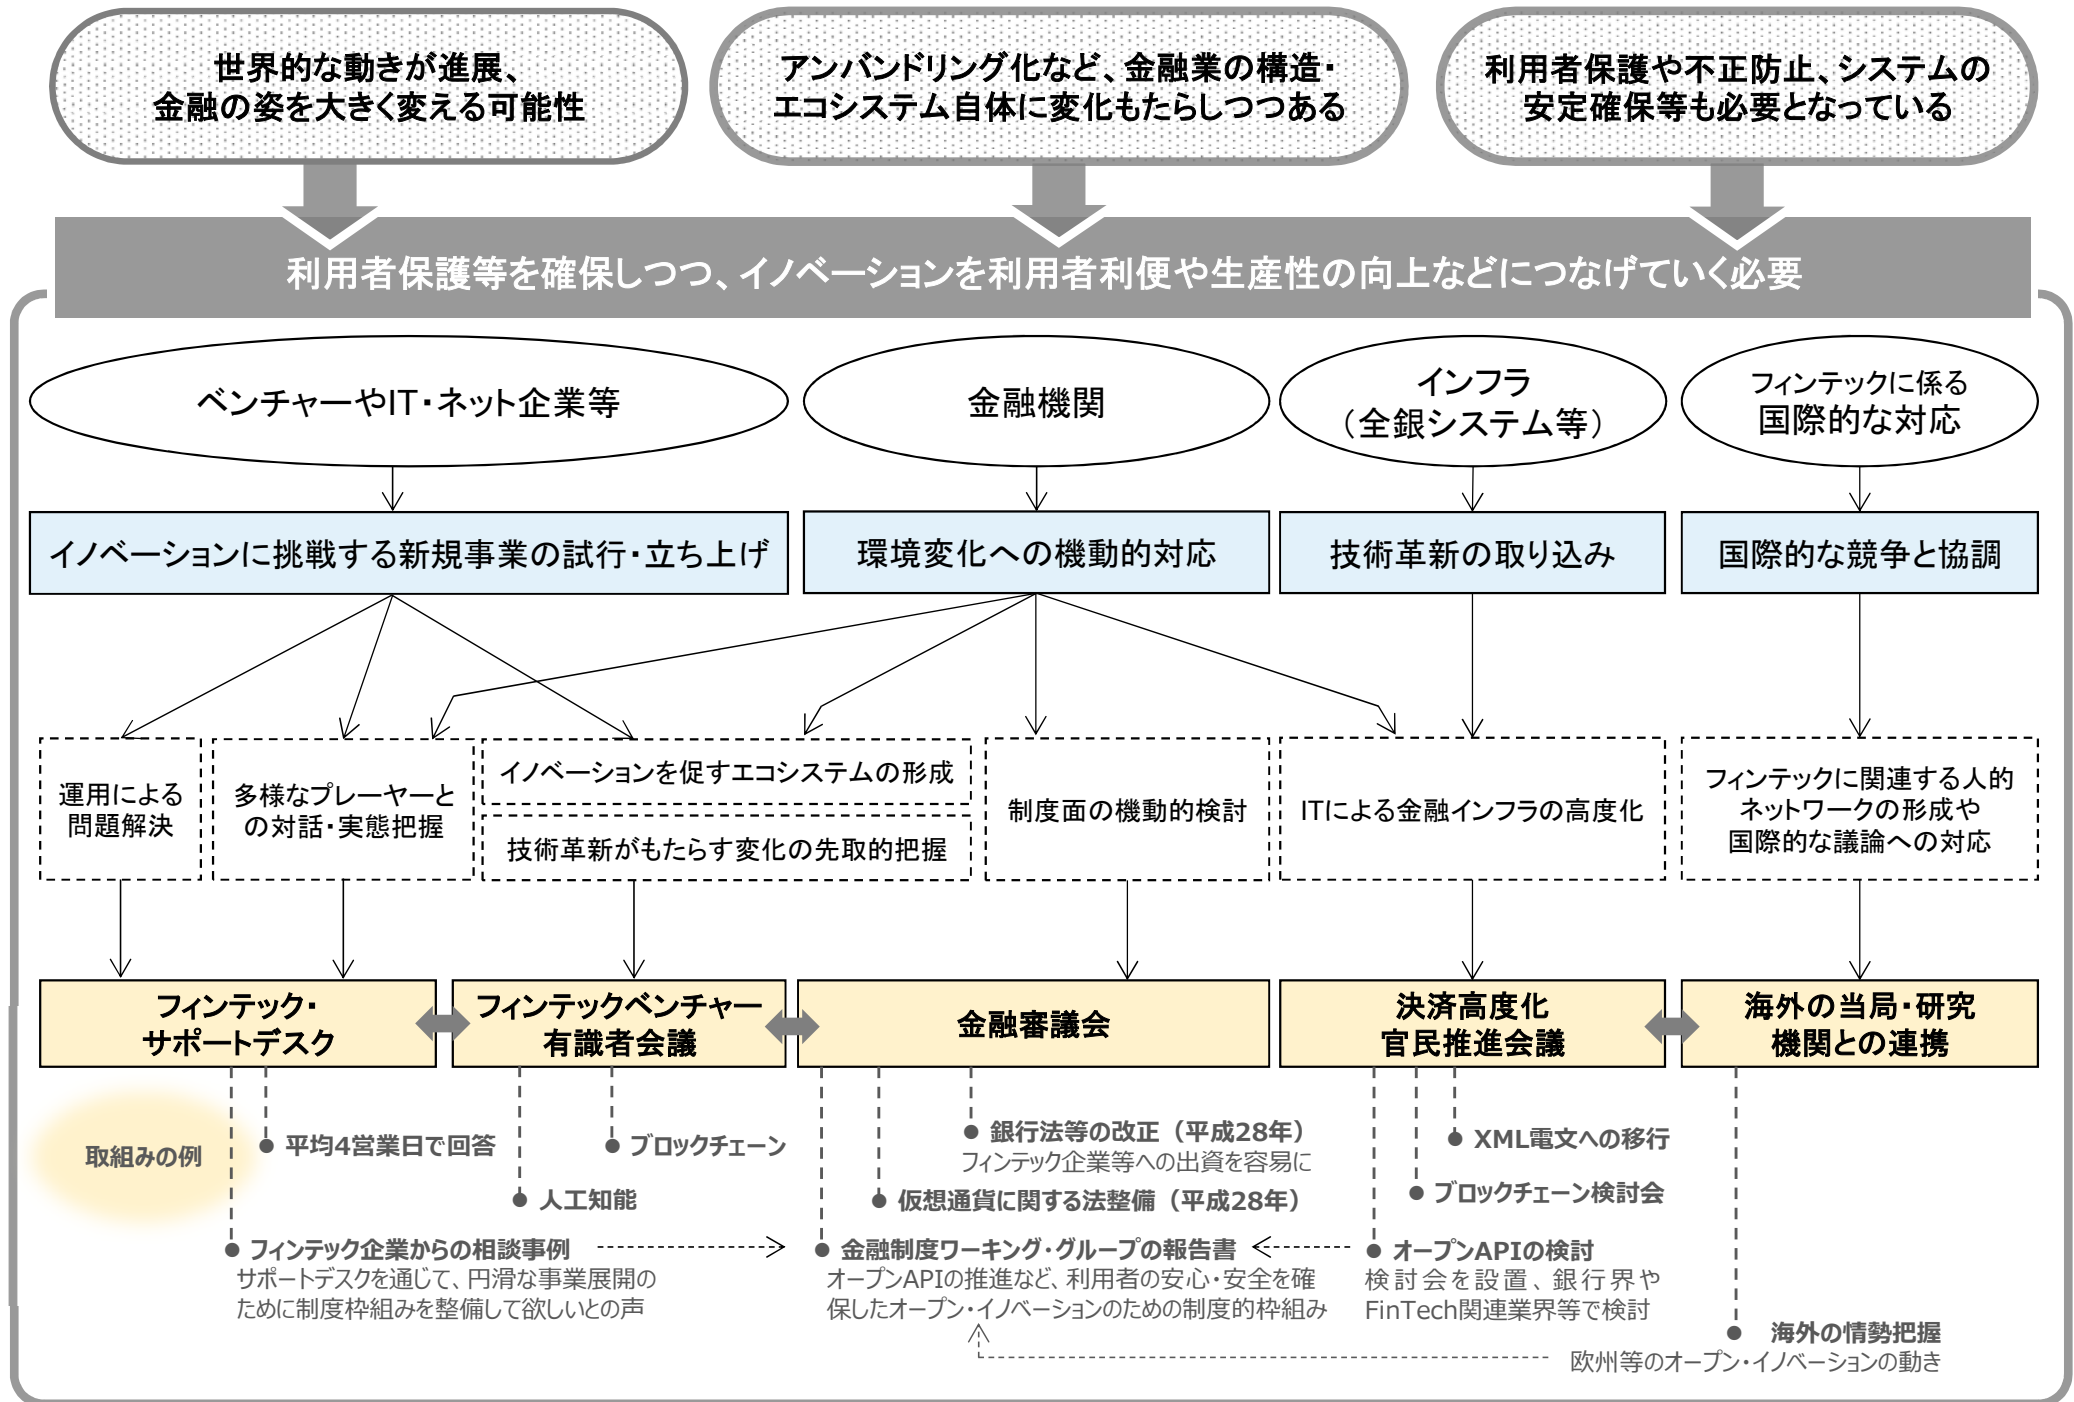 世界的な動きが進展、
金融の姿を大きく変える可能性
アンバンドリング化など、金融業の構造・
エコシステム自体に変化もたらしつつある
利用者保護や不正防止、システムの
安定確保等も必要となっている
利用者保護等を確保しつつ、イノベーションを利用者利便や生産性の向上などにつなげていく必要
ベンチャーやIT・ネット企業等
金融機関
インフラ
（全銀システム等）
フィンテックに係る
国際的な対応
イノベーションに挑戦する新規事業の試行・立ち上げ
環境変化への機動的対応
技術革新の取り込み
国際的な競争と協調
運用による
問題解決
多様なプレーヤーと
の対話・実態把握
イノベーションを促すエコシステムの形成
技術革新がもたらす変化の先取的把握
制度面の機動的検討
ITによる金融インフラの高度化
フィンテックに関連する人的
ネットワークの形成や
国際的な議論への対応
フィンテック・
サポートデスク
フィンテックベンチャー
有識者会議
金融審議会
決済高度化
官民推進会議
海外の当局・研究
機関との連携
取組みの例
● 平均4営業日で回答
● フィンテック企業からの相談事例
サポートデスクを通じて、円滑な事業展開の
ために制度枠組みを整備して欲しいとの声
● ブロックチェーン
● 人工知能
● 銀行法等の改正（平成28年）
フィンテック企業等への出資を容易に
● 仮想通貨に関する法整備（平成28年）
● 金融制度ワーキング・グループの報告書
オープンAPIの推進など、利用者の安心・安全を確
保したオープン・イノベーションのための制度的枠組み
● XML電文への移行
● ブロックチェーン検討会
● オープンAPIの検討
検討会を設置、銀行界や
FinTech関連業界等で検討
● 海外の情勢把握
欧州等のオープン・イノベーションの動き